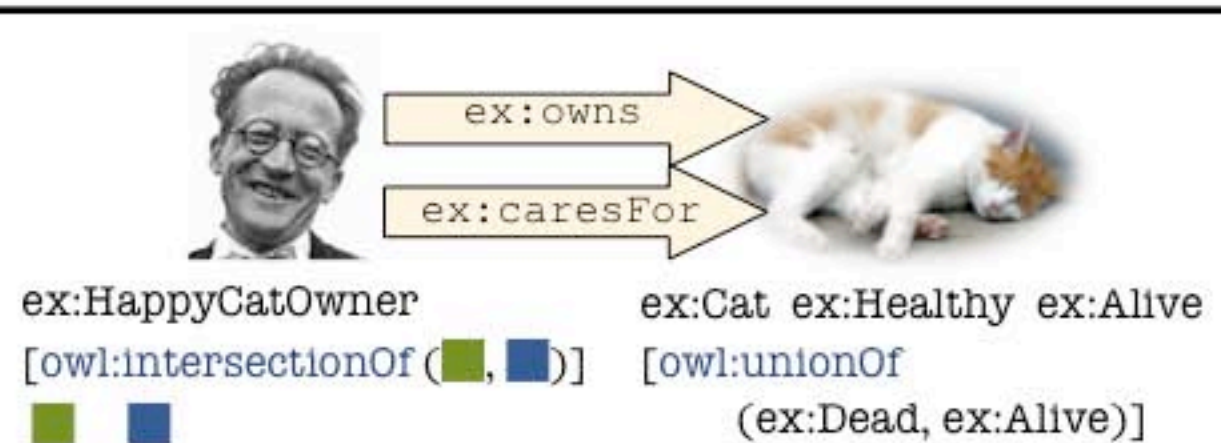 ex:owns
ex:caresFor
ex:HappyCatOwner
[owl:intersectionOf ( , )]
ex:Cat ex:Healthy ex:Alive
[owl:unionOf
(ex:Dead, ex:Alive)]